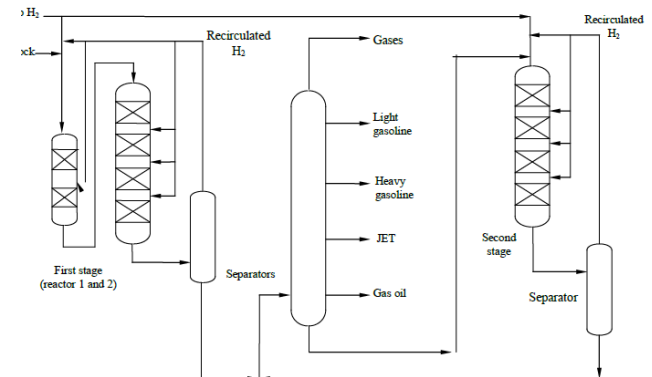 H₂
Recirculated
H₂
Gases
Light
gasoline
Heavy
gasoline
JET
Gas oil
First stage
(reactor 1 and 2)
Separators
Recirculated
H₂
Second
stage
Separator